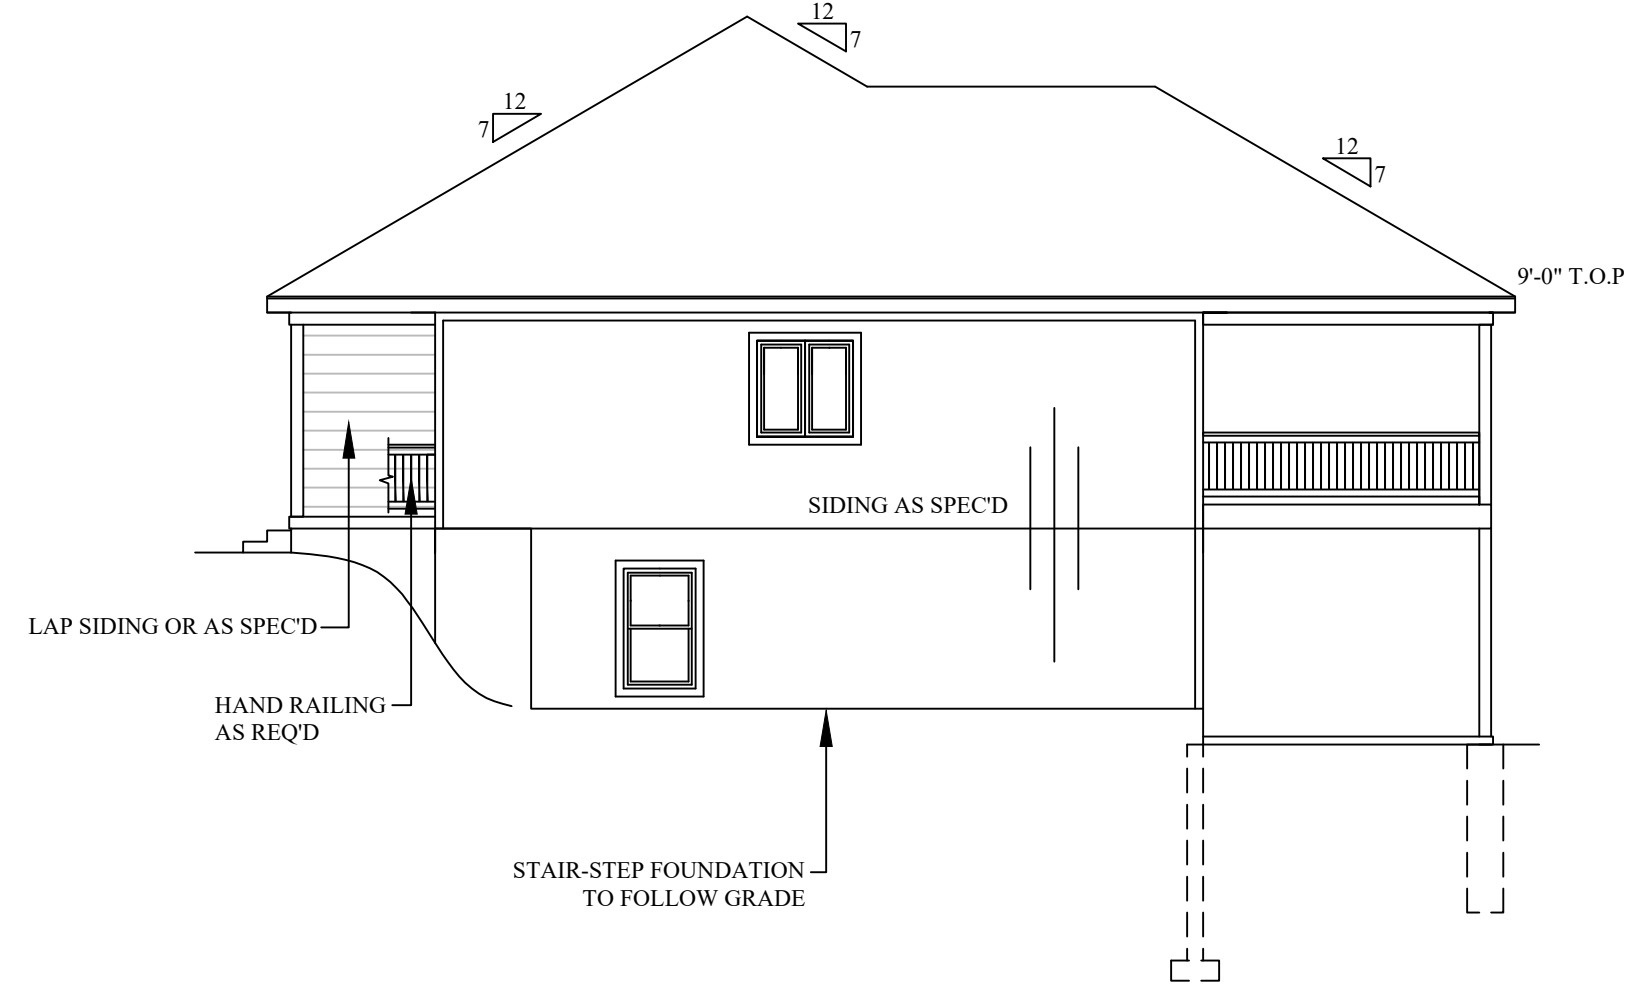 12
7
12
7
12
7
9'-0" T.O.P
SIDING AS SPEC'D
LAP SIDING OR AS SPEC'D
HAND RAILING
AS REQ'D
STAIR-STEP FOUNDATION
TO FOLLOW GRADE